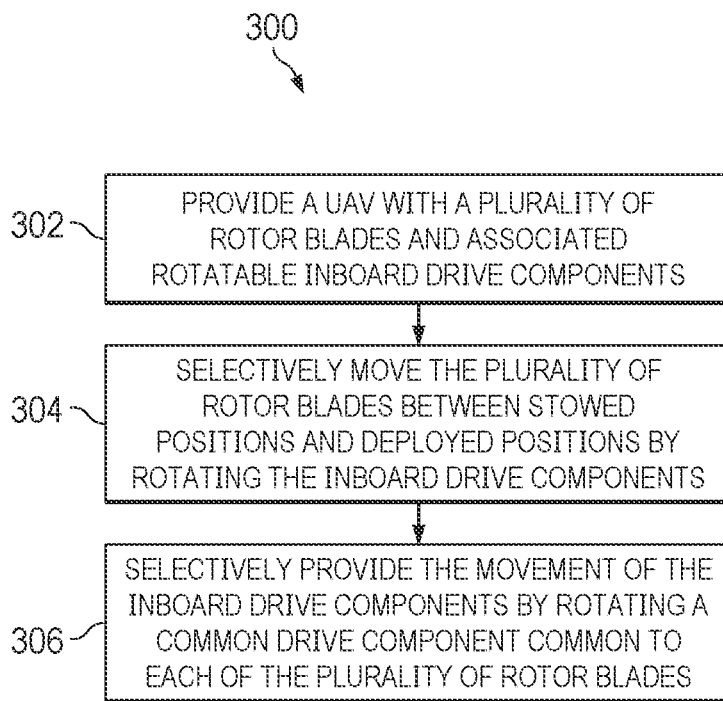 300
302
PROVIDE A UAV WITH A PLURALITY OF
ROTOR BLADES AND ASSOCIATED
ROTATABLE INBOARD DRIVE COMPONENTS
304
SELECTIVELY MOVE THE PLURALITY OF
ROTOR BLADES BETWEEN STOWED
POSITIONS AND DEPLOYED POSITIONS BY
ROTATING THE INBOARD DRIVE COMPONENTS
306
SELECTIVELY PROVIDE THE MOVEMENT OF THE
INBOARD DRIVE COMPONENTS BY ROTATING A
COMMON DRIVE COMPONENT COMMON TO
EACH OF THE PLURALITY OF ROTOR BLADES